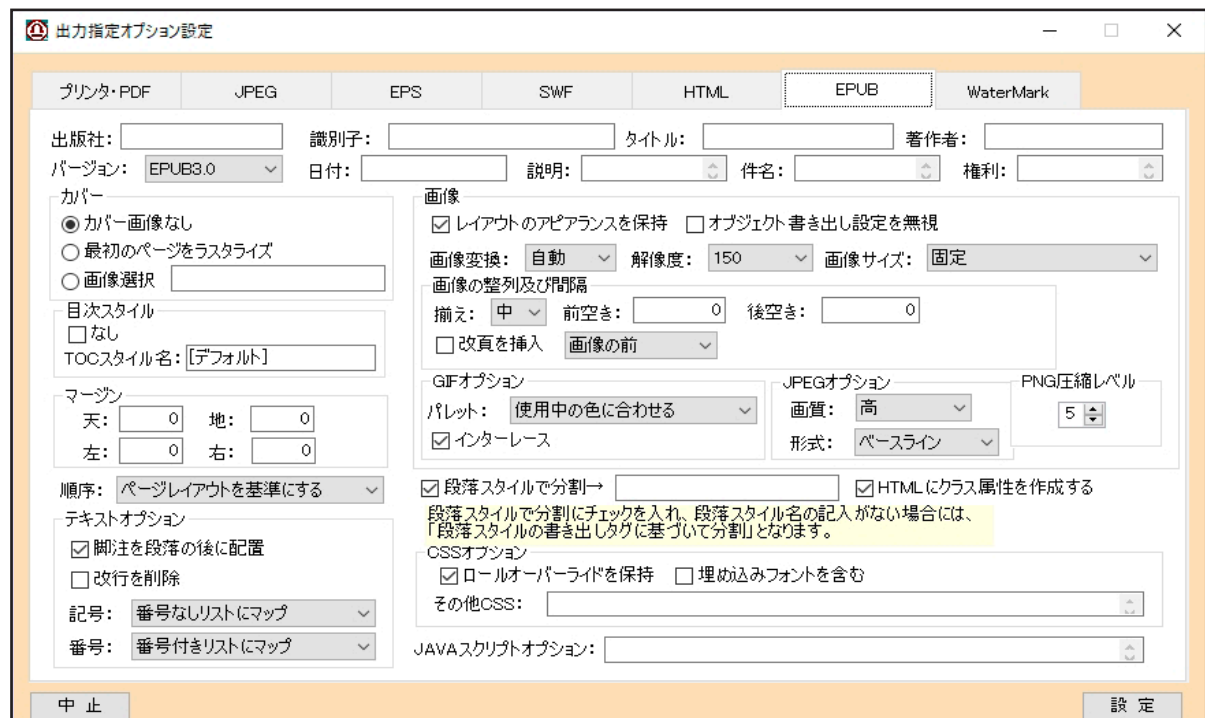 出力指定オプション設定
プリンタ・PDF JPEG EPS SWF HTML EPUB WaterMark
出版社: 識別子: タイトル: 著作者:
バージョン: EPUB3.0 日付: 説明: 件名: 権利:
カバー
カバー画像なし
最初のページをラスタライズ
画像選択
目次スタイル
なし
TOCスタイル名: [デフォルト]
マージン
天: 0 地: 0
左: 0 右: 0
順序: ページレイアウトを基準にする
テキストオプション
脚注を段落の後に配置
改行を削除
記号: 番号なしリストにマップ
番号: 番号付きリストにマップ
画像
レイアウトのアピアランスを保持 オブジェクト書き出し設定を無視
画像変換: 自動 解像度: 150 画像サイズ: 固定
画像の整列及び間隔
揃え: 中 前空き: 0 後空き: 0
改頁を挿入 画像の前
GIFオプション
パレット: 使用中の色に合わせる
インターレース
JPEGオプション
画質: 高
形式: ベースライン
PNG圧縮レベル
5
段落スタイルで分割→ HTMLにクラス属性を作成する
段落スタイルで分割にチェックを入れ、段落スタイル名の記入がない場合には、
「段落スタイルの書き出しタグに基づいて分割」となります。
CSSオプション
ロールオーバーライドを保持 埋め込みフォントを含む
その他CSS:
JAVAスクリプトオプション:
中 止 設 定